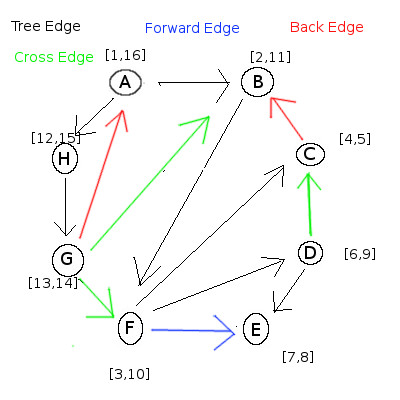 Tree Edge
Forward Edge
Back Edge
Cross Edge
[1,16]
[2,11]
A
B
[12,15]
H
C
[4,5]
G
D
[6,9]
[13,14]
F
E
[7,8]
[3,10]